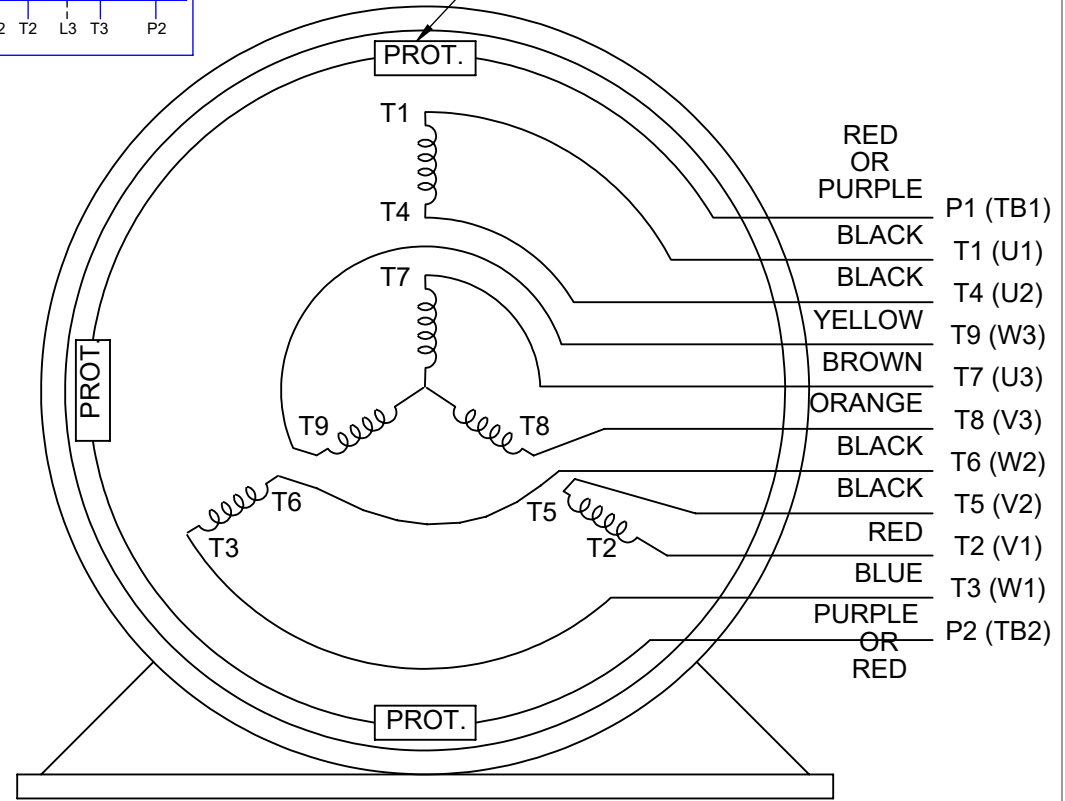 T2 L3 T3 P2
PROT.
T1
T4
T7
T9
T8
T6
T3
T5
T2
PROT.
PROT.
RED
OR
PURPLE
P1 (TB1)
BLACK
T1 (U1)
BLACK
T4 (U2)
YELLOW
T9 (W3)
BROWN
T7 (U3)
ORANGE
T8 (V3)
BLACK
T6 (W2)
BLACK
T5 (V2)
RED
T2 (V1)
BLUE
T3 (W1)
PURPLE
OR
RED
P2 (TB2)